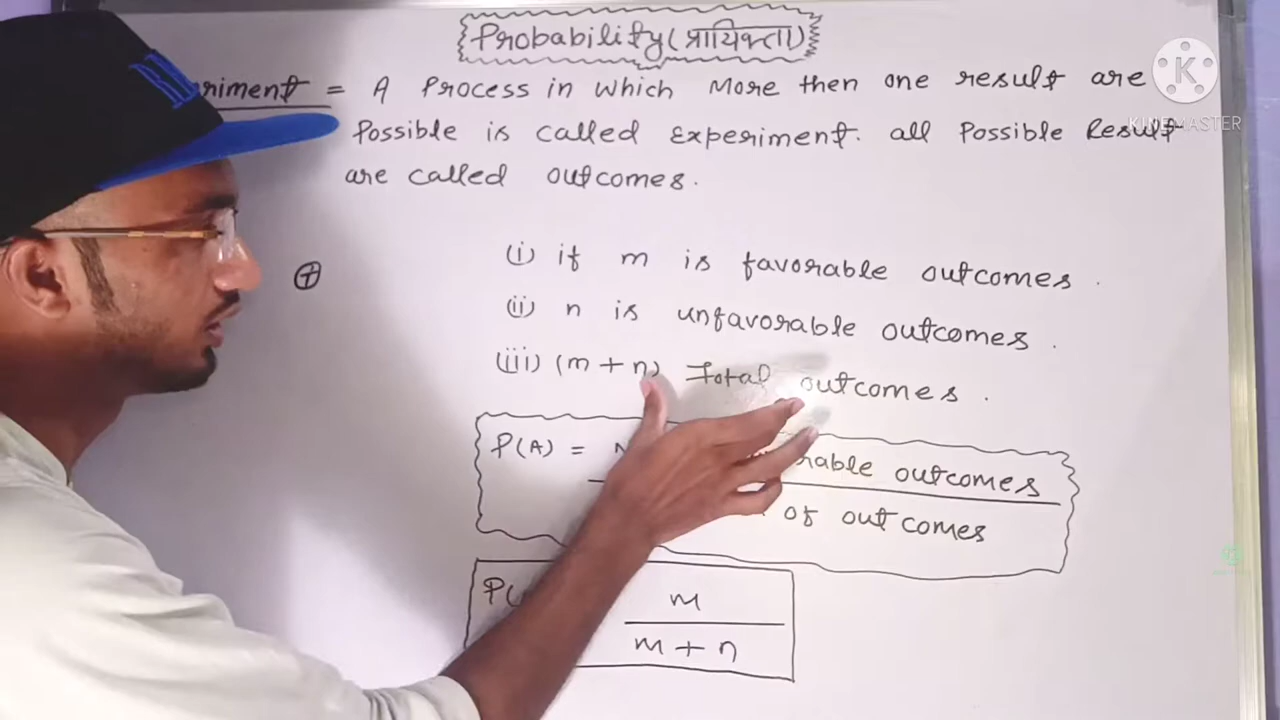 Probability (प्रायिकता)
riment = A Process in which More then one result are
Possible is called Experiment. all Possible Result
are called outcomes.
(i) if m is favorable outcomes.
(ii) n is unfavorable outcomes.
(iii) (m + n) Total outcomes.
P(A) = rable outcomes
of outcomes
P(
m
m + n
K
KINEMASTER